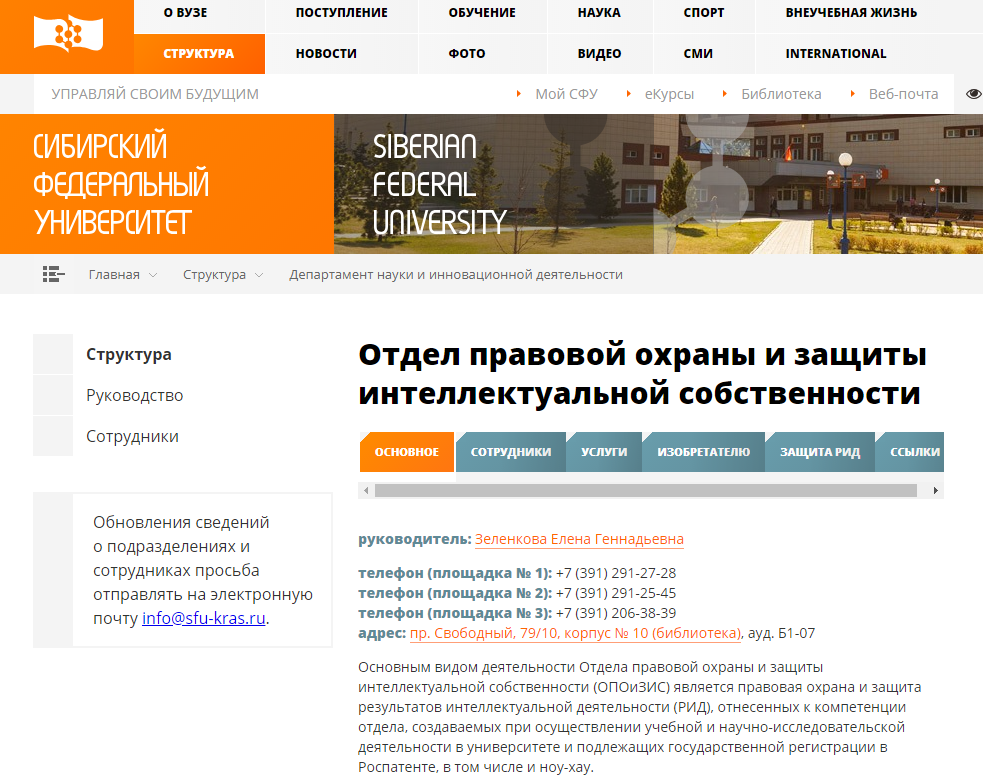 О ВУЗЕ
ПОСТУПЛЕНИЕ
ОБУЧЕНИЕ
НАУКА
СПОРТ
ВНЕУЧЕБНАЯ ЖИЗНЬ
СТРУКТУРА
НОВОСТИ
ФОТО
ВИДЕО
СМИ
INTERNATIONAL
УПРАВЛЯЙ СВОИМ БУДУЩИМ
Мой СФУ
еКурсы
Библиотека
Веб-почта
СИБИРСКИЙ
ФЕДЕРАЛЬНЫЙ
УНИВЕРСИТЕТ
SIBERIAN
FEDERAL
UNIVERSITY
Главная
Структура
Департамент науки и инновационной деятельности
Структура
Руководство
Сотрудники
Обновления сведений
о подразделениях и
сотрудниках просьба
отправлять на электронную
почту info@sfu-kras.ru.
Отдел правовой охраны и защиты
интеллектуальной собственности
ОСНОВНОЕ
СОТРУДНИКИ
УСЛУГИ
ИЗОБРЕТАТЕЛЮ
ЗАЩИТА РИД
ССЫЛКИ
руководитель: Зеленкова Елена Геннадьевна
телефон (площадка № 1): +7 (391) 291-27-28
телефон (площадка № 2): +7 (391) 291-25-45
телефон (площадка № 3): +7 (391) 206-38-39
адрес: пр. Свободный, 79/10, корпус № 10 (библиотека), ауд. Б1-07
Основным видом деятельности Отдела правовой охраны и защиты
интеллектуальной собственности (ОПОиЗИС) является правовая охрана и защита
результатов интеллектуальной деятельности (РИД), отнесенных к компетенции
отдела, создаваемых при осуществлении учебной и научно-исследовательской
деятельности в университете и подлежащих государственной регистрации в
Роспатенте, в том числе и ноу-хау.